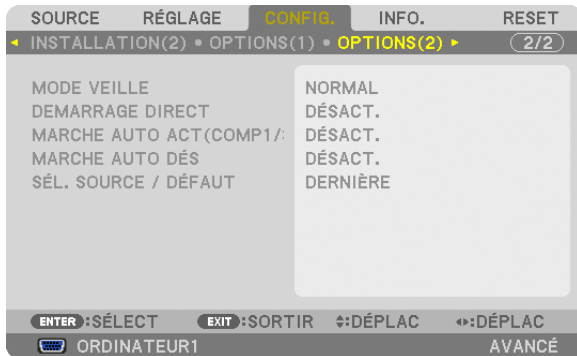 SOURCE RÉGLAGE CONFIG. INFO. RESET
INSTALLATION(2) • OPTIONS(1) • OPTIONS(2) 2/2
MODE VEILLE NORMAL
DEMARRAGE DIRECT DÉSACT.
MARCHE AUTO ACT(COMP1/ DÉSACT.
MARCHE AUTO DÉS DÉSACT.
SÉL. SOURCE / DÉFAUT DERNIÈRE
ENTER :SÉLECT EXIT :SORTIR :DÉPLAC :DÉPLAC
ORDINATEUR1 AVANCÉ